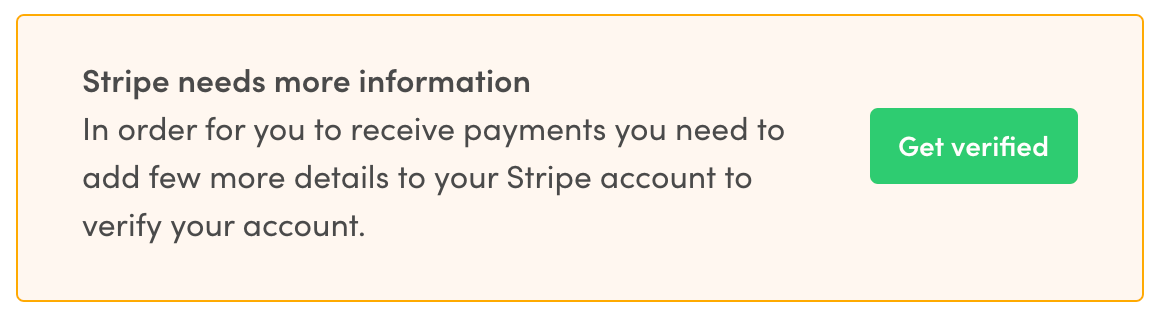 Stripe needs more information
In order for you to receive payments you need to
add few more details to your Stripe account to
verify your account.
Get verified